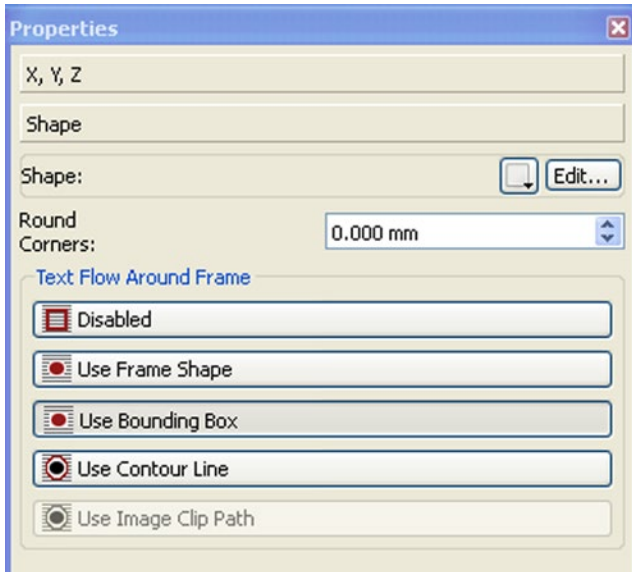 Properties
X, Y, Z
Shape
Shape:
Edit...
Round
Corners:
0.000 mm
Text Flow Around Frame
Disabled
Use Frame Shape
Use Bounding Box
Use Contour Line
Use Image Clip Path